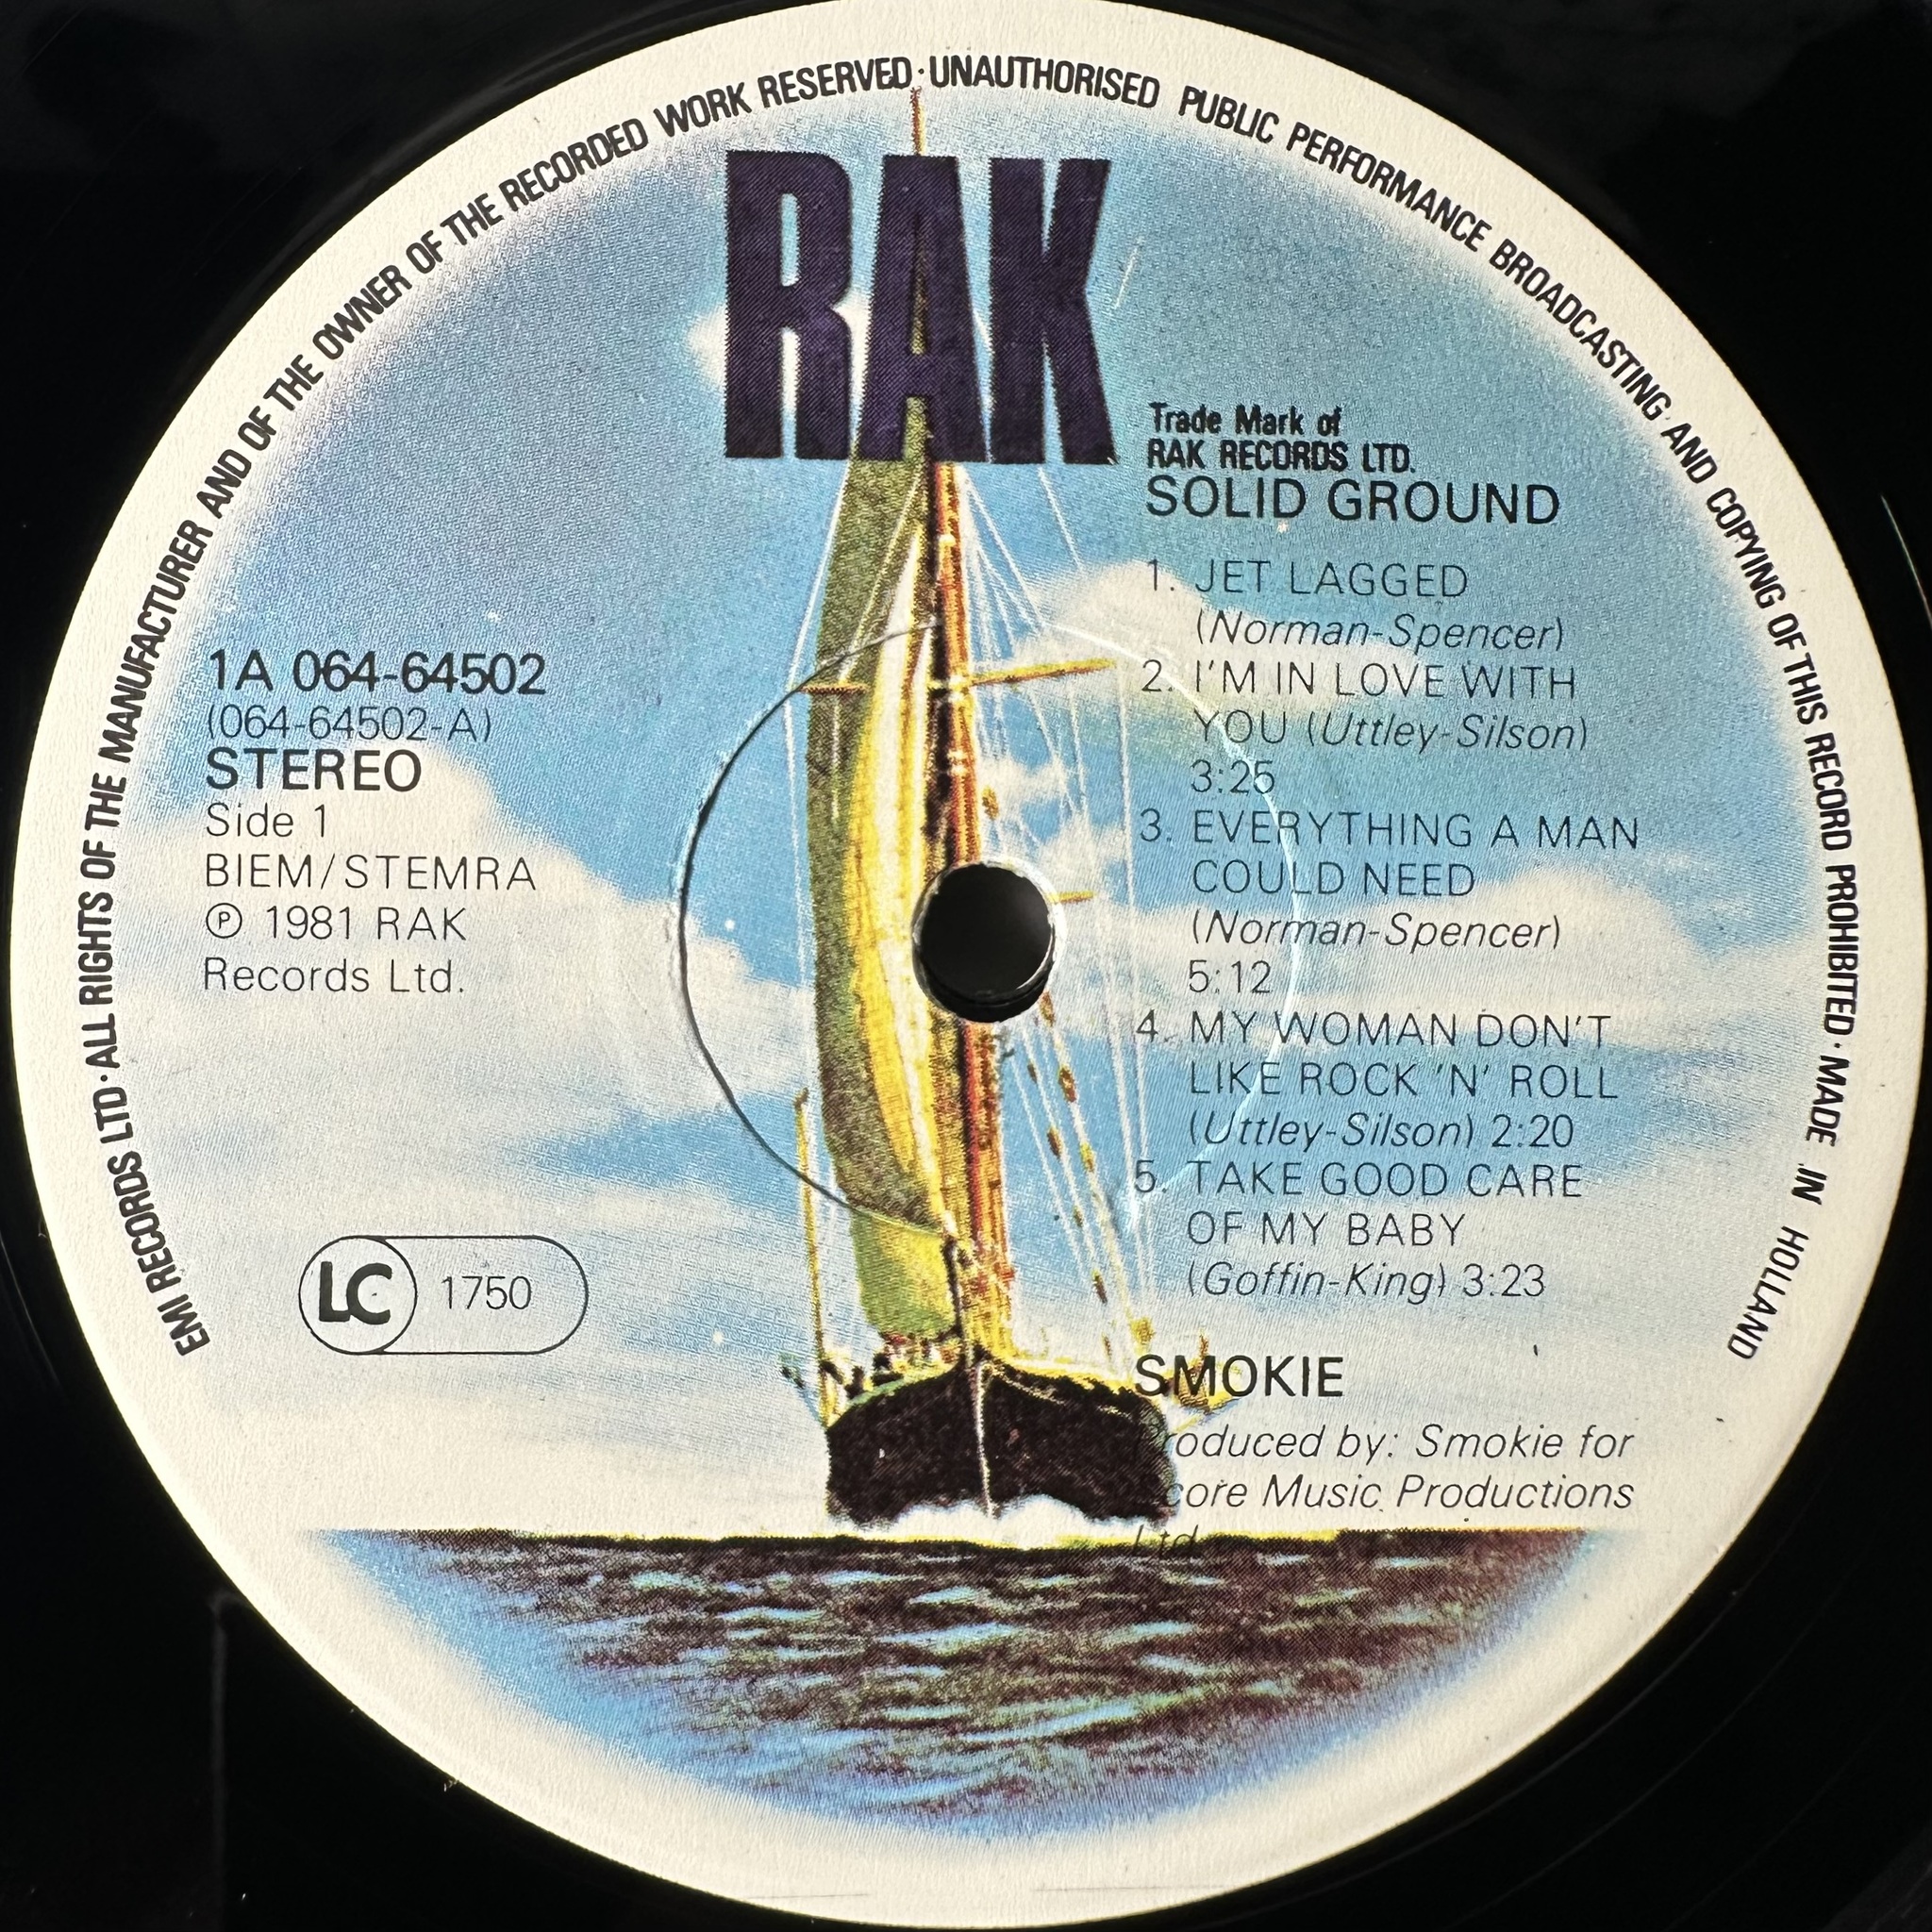 EMI RECORDS LTD·ALL RIGHTS OF THE MANUFACTURER AND OF THE OWNER OF THE RECORDED WORK RESERVED·UNAUTHORISED PUBLIC PERFORMANCE BROADCASTING AND COPYING OF THIS RECORD PROHIBITED·MADE IN HOLLAND
RAK
Trade Mark of
RAK RECORDS LTD.
1A 064-64502
(064-64502-A)
STEREO
Side 1
BIEM/STEMRA
℗ 1981 RAK
Records Ltd.
LC 1750
SOLID GROUND
1. JET LAGGED
(Norman-Spencer)
2. I'M IN LOVE WITH
YOU (Uttley-Silson)
3:25
3. EVERYTHING A MAN
COULD NEED
(Norman-Spencer)
5:12
4. MY WOMAN DON'T
LIKE ROCK 'N' ROLL
(Uttley-Silson) 2:20
5. TAKE GOOD CARE
OF MY BABY
(Goffin-King) 3:23
SMOKIE
Produced by: Smokie for
Music Productions
Ltd